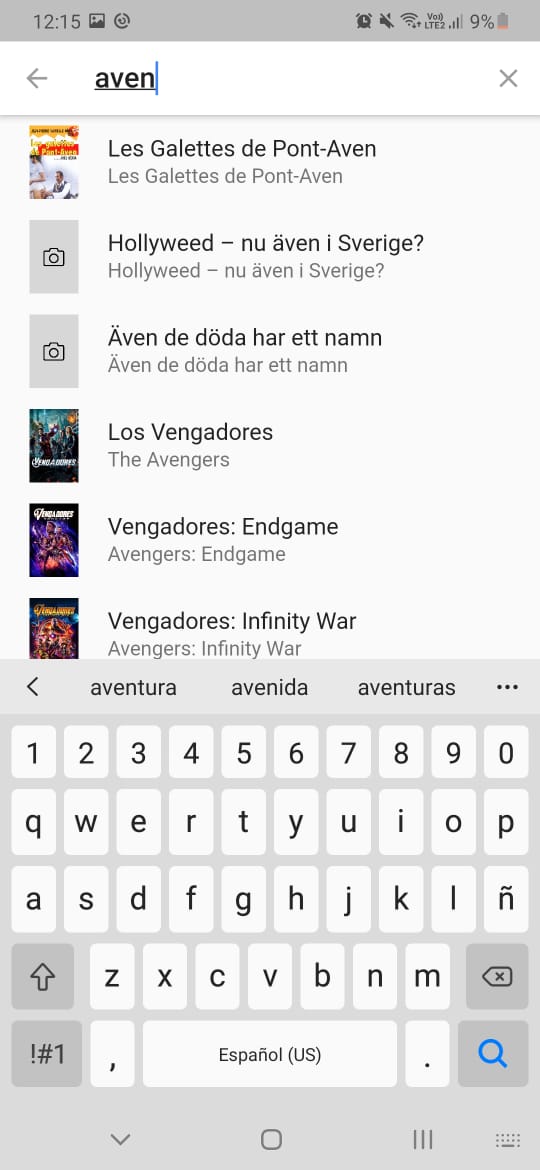 12:15 Vo)) LTE2 9%
aven
Les Galettes de Pont-Aven
Les Galettes de Pont-Aven
Hollyweed – nu även i Sverige?
Hollyweed – nu även i Sverige?
Även de döda har ett namn
Även de döda har ett namn
VENGADORES
Los Vengadores
The Avengers
VENGADORES
Vengadores: Endgame
Avengers: Endgame
VENGADORES
Vengadores: Infinity War
Avengers: Infinity War
aventura avenida aventuras
1 2 3 4 5 6 7 8 9 0
q w e r t y u i o p
a s d f g h j k l ñ
z x c v b n m
!#1 , Español (US) .